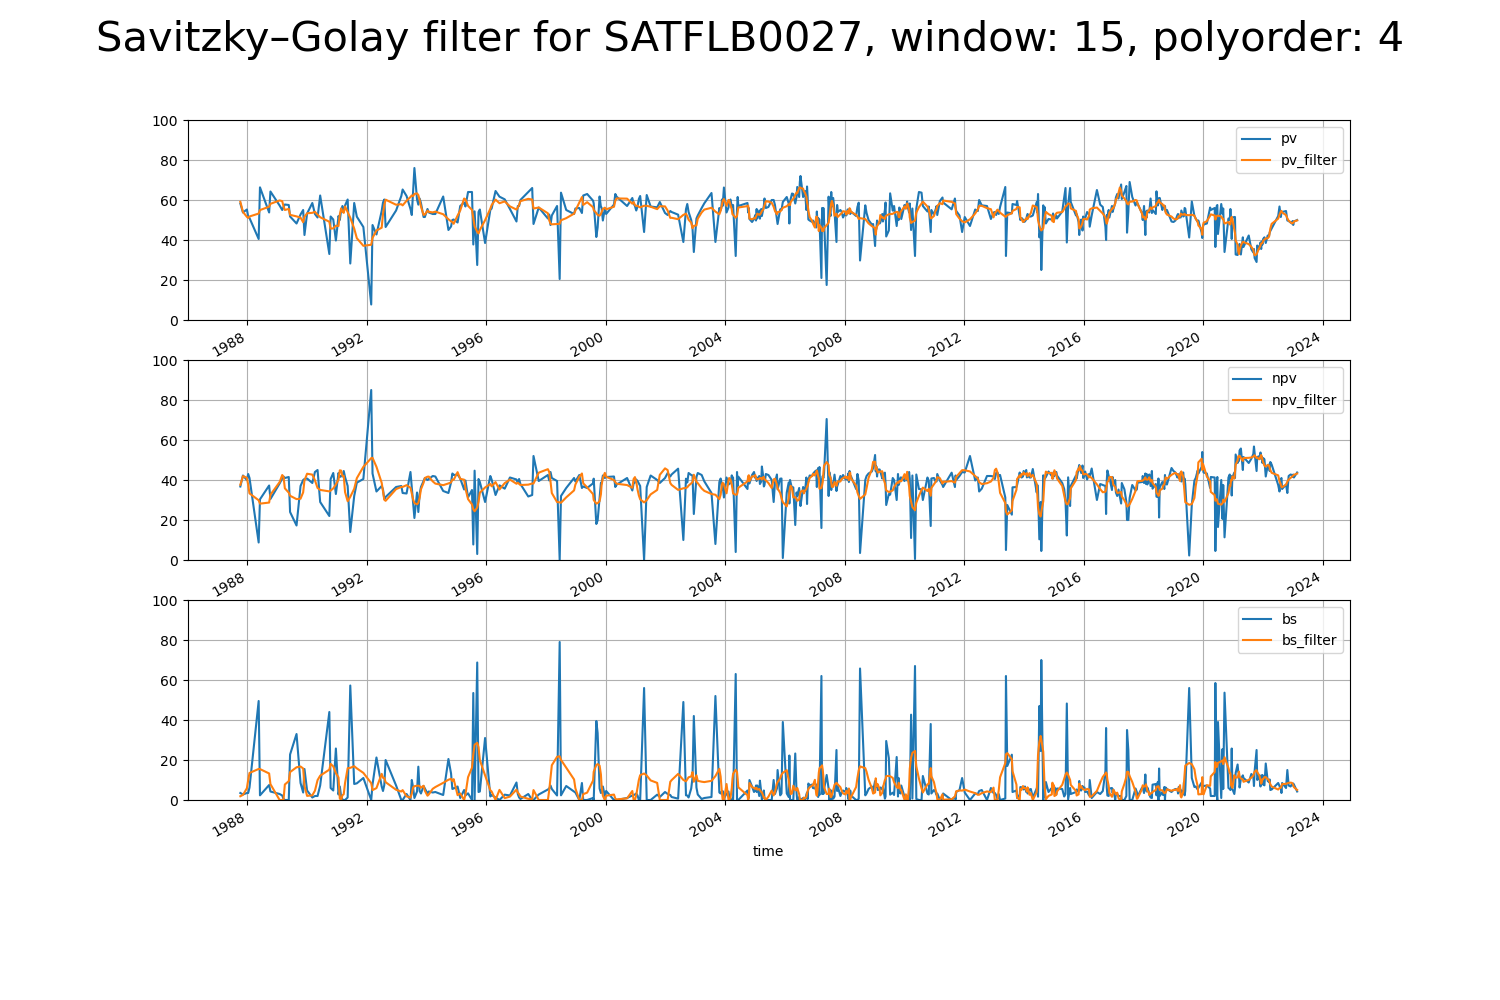 Savitzky–Golay filter for SATFLB0027, window: 15, polyorder: 4
100
80
60
40
20
0
pv
pv_filter
1988 1992 1996 2000 2004 2008 2012 2016 2020 2024
100
80
60
40
20
0
npv
npv_filter
1988 1992 1996 2000 2004 2008 2012 2016 2020 2024
100
80
60
40
20
0
bs
bs_filter
1988 1992 1996 2000 2004 2008 2012 2016 2020 2024
time